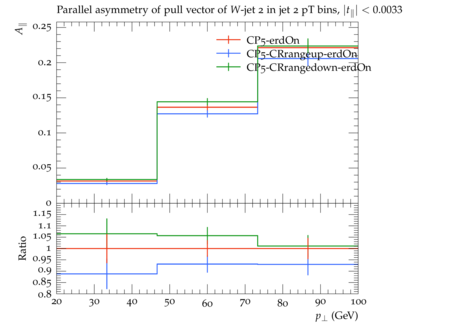 Parallel asymmetry of pull vector of W-jet 2 in jet 2 pT bins, |t∥| < 0.0033
A∥
0.25
0.2
0.15
0.1
0.05
0
CP5-erdOn
CP5-CRrangeup-erdOn
CP5-CRrangedown-erdOn
Ratio
1.15
1.1
1.05
1
0.95
0.9
0.85
0.8
20 30 40 50 60 70 80 90 100
p⊥ (GeV)